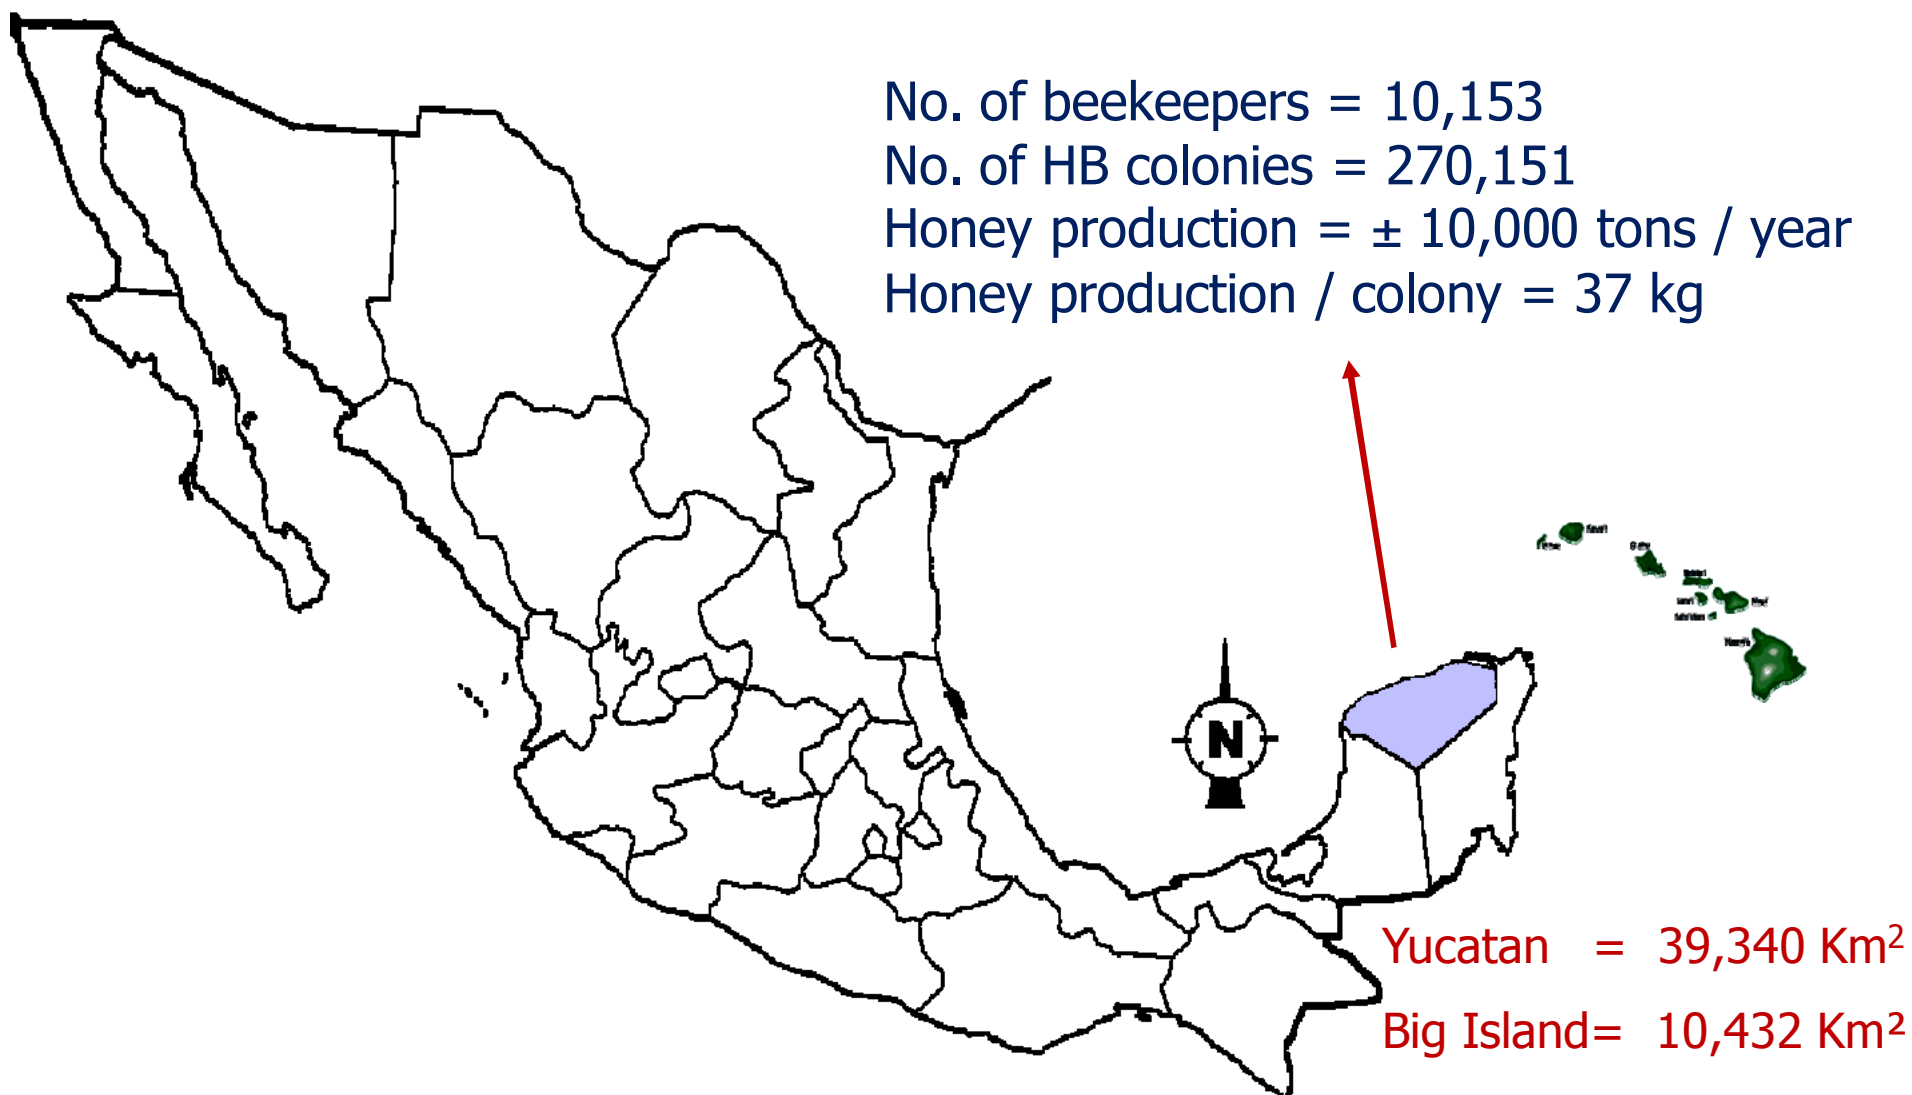 No. of beekeepers = 10,153
No. of HB colonies = 270,151
Honey production = ± 10,000 tons / year
Honey production / colony = 37 kg
N
Yucatan = 39,340 Km²
Big Island= 10,432 Km²